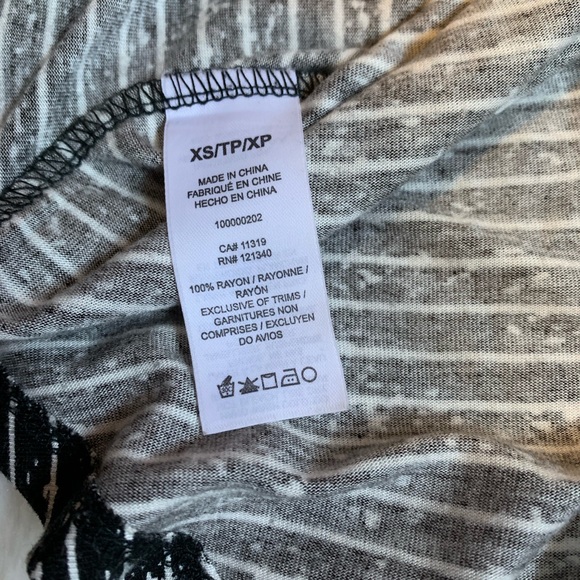 XS/TP/XP
MADE IN CHINA
FABRIQUÉ EN CHINE
HECHO EN CHINA
100000202
CA# 11319
RN# 121340
100% RAYON / RAYONNE /
RAYÓN
EXCLUSIVE OF TRIMS /
GARNITURES NON
COMPRISES / EXCLUYEN
DO AVIOS